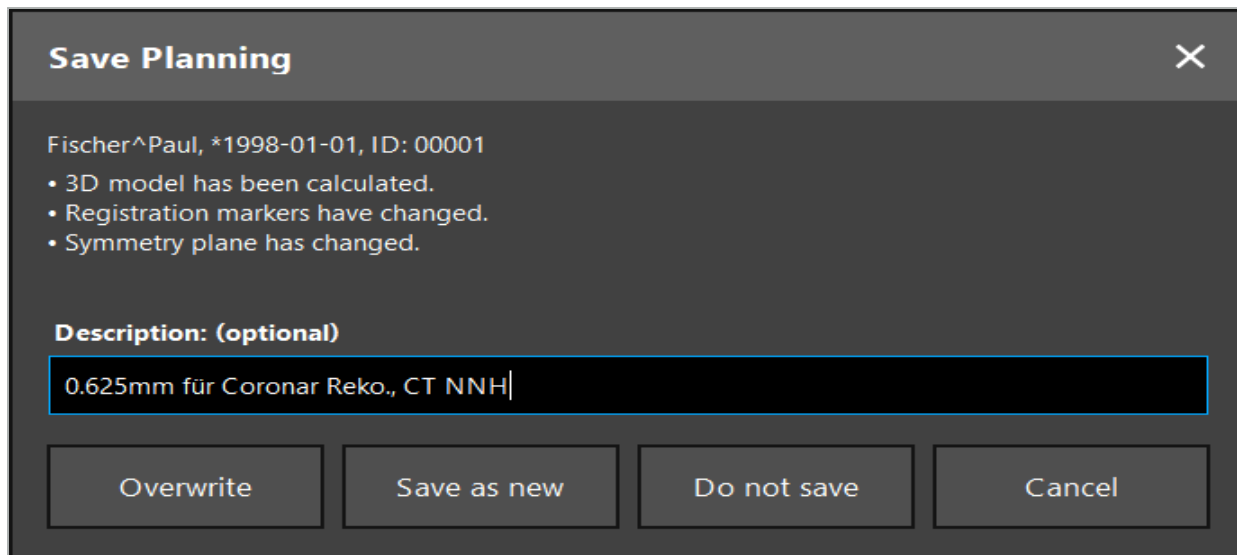 Save Planning
Fischer^Paul, *1998-01-01, ID: 00001
• 3D model has been calculated.
• Registration markers have changed.
• Symmetry plane has changed.
Description: (optional)
0.625mm für Coronar Reko., CT NNH
Overwrite Save as new Do not save Cancel